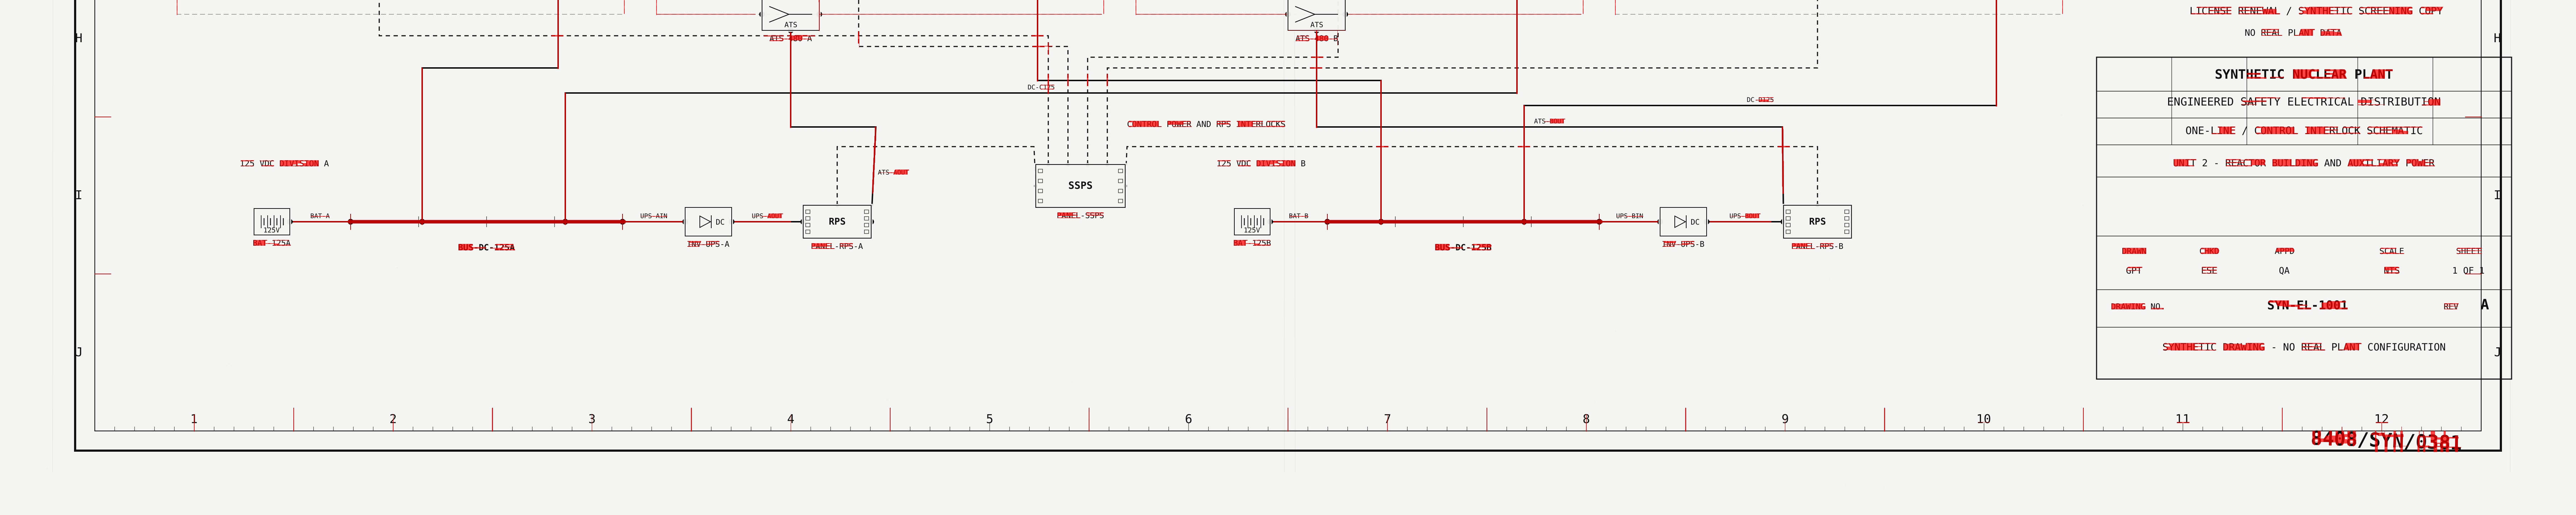 LICENSE RENEWAL / SYNTHETIC SCREENING COPY
NO REAL PLANT DATA
H
H
ATS
ATS-480-A
ATS
ATS-480-B
SYNTHETIC NUCLEAR PLANT
ENGINEERED SAFETY ELECTRICAL DISTRIBUTION
ONE-LINE / CONTROL INTERLOCK SCHEMATIC
UNIT 2 - REACTOR BUILDING AND AUXILIARY POWER
DC-C125
DC-D125
CONTROL POWER AND RPS INTERLOCKS
ATS-BOUT
125 VDC DIVISION A
125 VDC DIVISION B
ATS-AOUT
I
I
SSPS
PANEL-SSPS
125V
BAT-125A
BAT-A
BUS-DC-125A
UPS-AIN
DC
INV-UPS-A
UPS-AOUT
RPS
PANEL-RPS-A
125V
BAT-125B
BAT-B
BUS-DC-125B
UPS-BIN
DC
INV-UPS-B
UPS-BOUT
RPS
PANEL-RPS-B
DRAWN CHKD APPD SCALE SHEET
GPT ESE QA NTS 1 OF 1
DRAWING NO. SYN-EL-1001 REV A
SYNTHETIC DRAWING - NO REAL PLANT CONFIGURATION
J
J
1 2 3 4 5 6 7 8 9 10 11 12
8408/SYN/0381